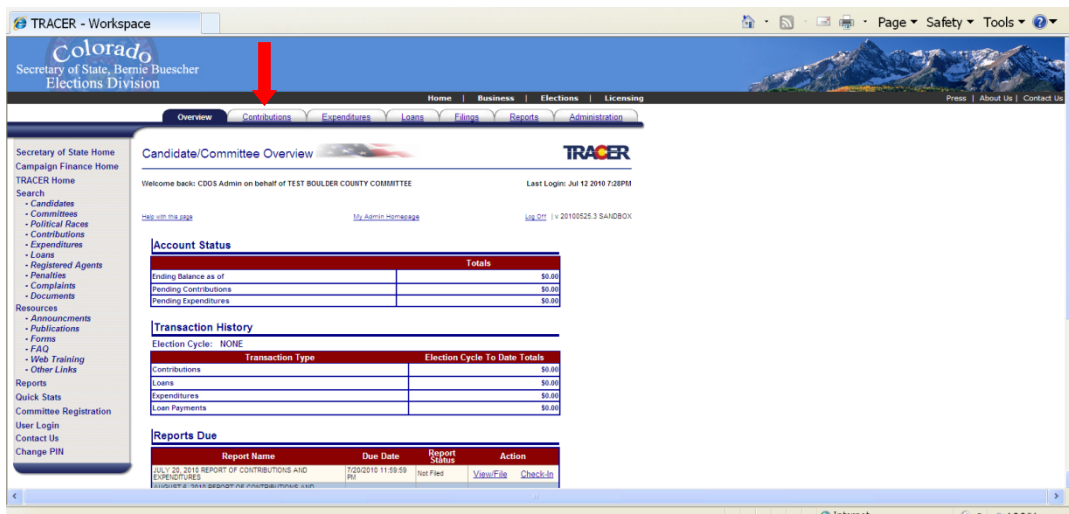 TRACER - Workspace
Page Safety Tools
Colorado
Secretary of State, Bernie Buescher
Elections Division
Home | Business | Elections | Licensing
Press | About Us | Contact Us
Overview Contributions Expenditures Loans Filings Reports Administration
Secretary of State Home
Campaign Finance Home
TRACER Home
Search
- Candidates
- Committees
- Political Races
- Contributions
- Expenditures
- Loans
- Registered Agents
- Penalties
- Complaints
- Documents
Resources
- Announcments
- Publications
- Forms
- FAQ
- Web Training
- Other Links
Reports
Quick Stats
Committee Registration
User Login
Contact Us
Change PIN
Candidate/Committee Overview
TRACER
Welcome back: CDOS Admin on behalf of TEST BOULDER COUNTY COMMITTEE
Last Login: Jul 12 2010 7:28PM
Help with this page
My Admin Homepage
Log Off | v 20100525.3 SANDBOX
Account Status
Totals
Ending Balance as of $0.00
Pending Contributions $0.00
Pending Expenditures $0.00
Transaction History
Election Cycle: NONE
Transaction Type Election Cycle To Date Totals
Contributions $0.00
Loans $0.00
Expenditures $0.00
Loan Payments $0.00
Reports Due
Report Name Due Date Report Status Action
JULY 20, 2010 REPORT OF CONTRIBUTIONS AND EXPENDITURES 7/20/2010 11:59:59 PM Not Filed View/File Check-In